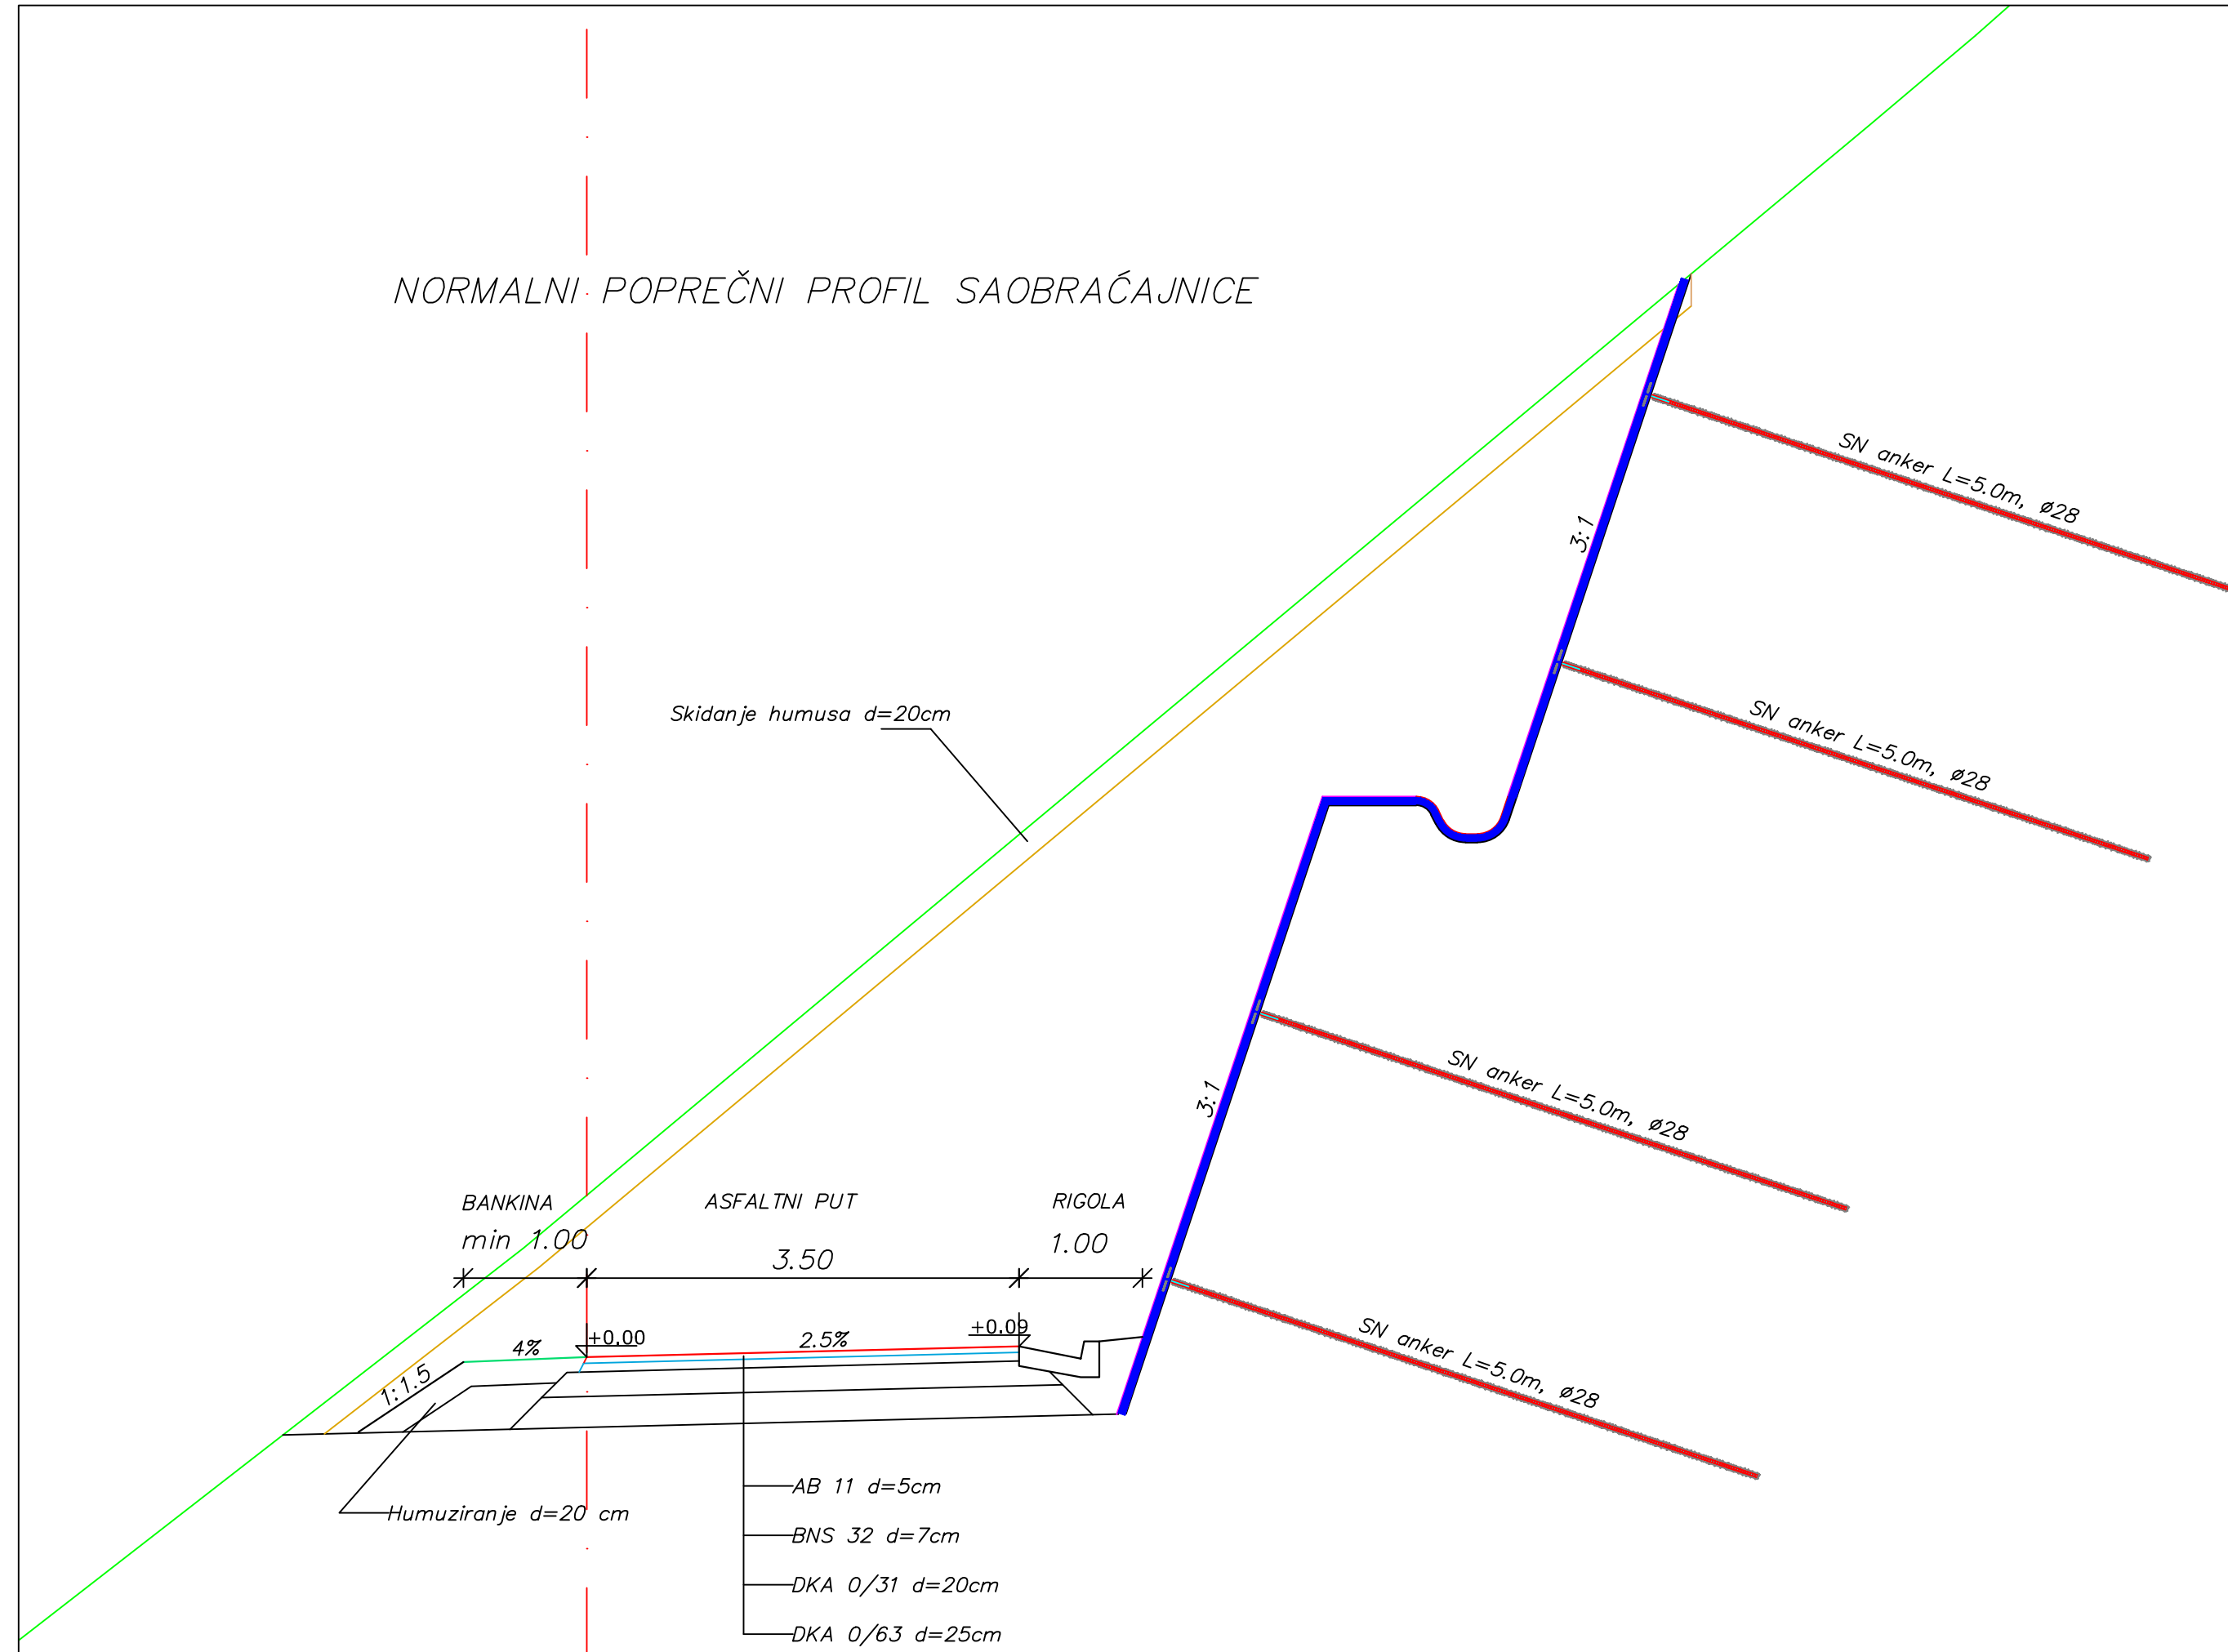 NORMALNI POPREČNI PROFIL SAOBRAĆAJNICE
SN anker L=5.0m, ø28
3:1
SN anker L=5.0m, ø28
Skidanje humusa d=20cm
SN anker L=5.0m, ø28
3:1
BANKINA
ASFALTNI PUT
RIGOLA
min 1.00
3.50
1.00
SN anker L=5.0m, ø28
4%
+0.00
2.5%
+0.09
1:1.5
Humuziranje d=20 cm
AB 11 d=5cm
BNS 32 d=7cm
DKA 0/31 d=20cm
DKA 0/63 d=25cm